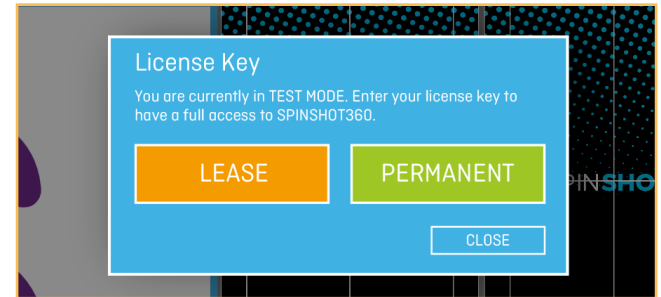 License Key
You are currently in TEST MODE. Enter your license key to
have a full access to SPINSHOT360.
LEASE
PERMANENT
PINSHO
CLOSE